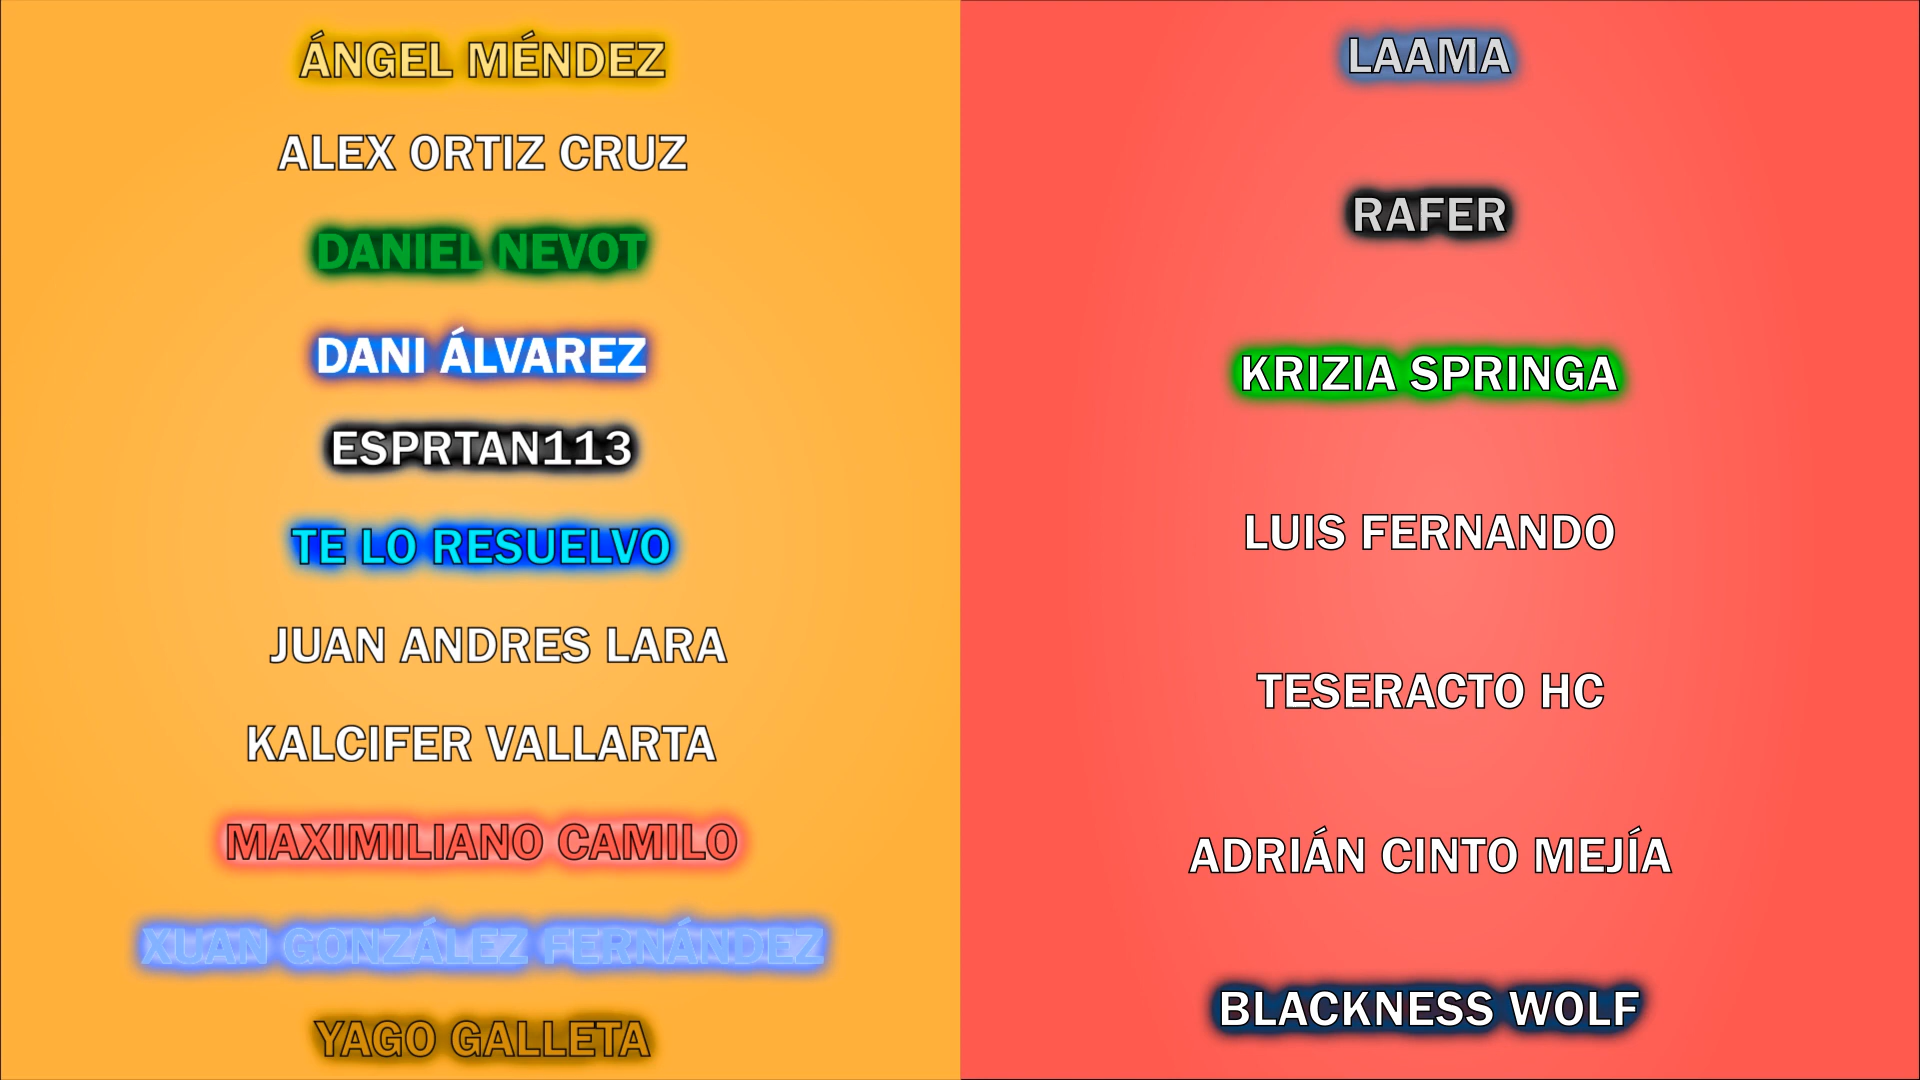 ÁNGEL MÉNDEZ
ALEX ORTIZ CRUZ
DANIEL NEVOT
DANI ÁLVAREZ
ESPRTAN113
TE LO RESUELVO
JUAN ANDRES LARA
KALCIFER VALLARTA
MAXIMILIANO CAMILO
XUAN GONZÁLEZ FERNÁNDEZ
YAGO GALLETA
LAAMA
RAFER
KRIZIA SPRINGA
LUIS FERNANDO
TESERACTO HC
ADRIÁN CINTO MEJÍA
BLACKNESS WOLF